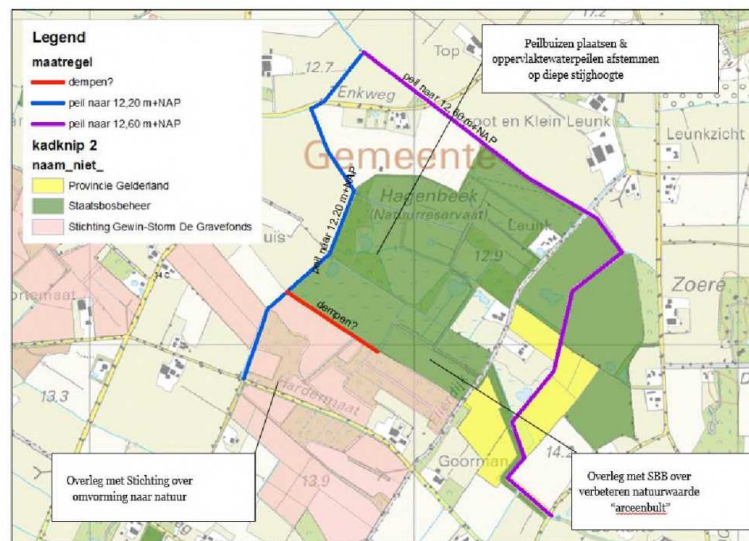 Legend
maatregel
dempen?
peil naar 12,20 m+NAP
peil naar 12,60 m+NAP
kadknip 2
naam_niet_
Provincie Gelderland
Staatsbosbeheer
Stichting Gewin-Storm De Gravefonds
Peilbuizen plaatsen &
oppervlaktewaterpeilen afstemmen
op diepe stijghoogte
17.2
12.7
Top
Enkweg
peil naar 12,60 m+NAP
oot en Klein Leunk
Leunkzicht
Gemeente
Hagenbeek
(Natuurreservaat)
Leunk
peil naar 12,20 m+NAP
uis
12.9
Zoere
dempen?
13.3
Hardermaat
13.9
Goorman
14.2
Overleg met Stichting over
omvorming naar natuur
Overleg met SBB over
verbeteren natuurwaarde
“arceenbult”